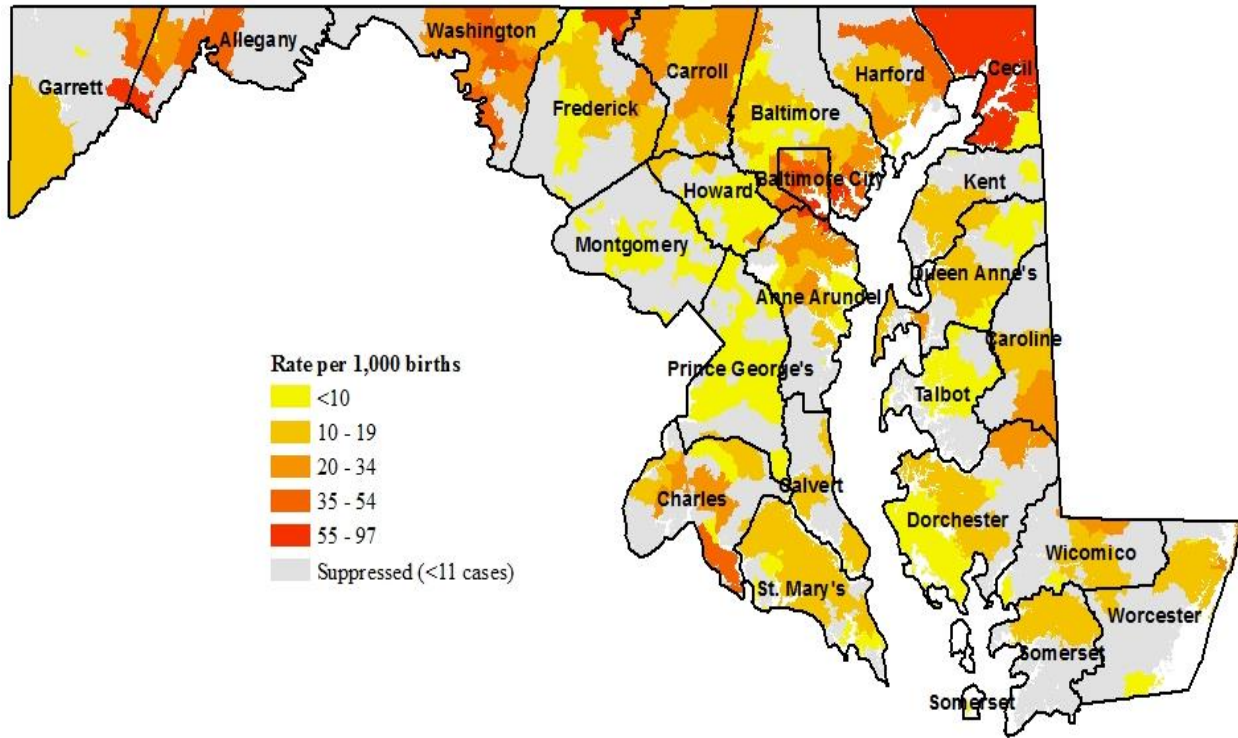 Washington
Allegany
Garrett
Carroll
Harford
Cecil
Frederick
Baltimore
Baltimore City
Kent
Howard
Montgomery
Queen Anne's
Anne Arundel
Caroline
Prince George's
Talbot
Rate per 1,000 births
<10
10 - 19
20 - 34
35 - 54
55 - 97
Suppressed (<11 cases)
Charles
Calvert
Dorchester
Wicomico
St. Mary's
Worcester
Somerset
Somerset